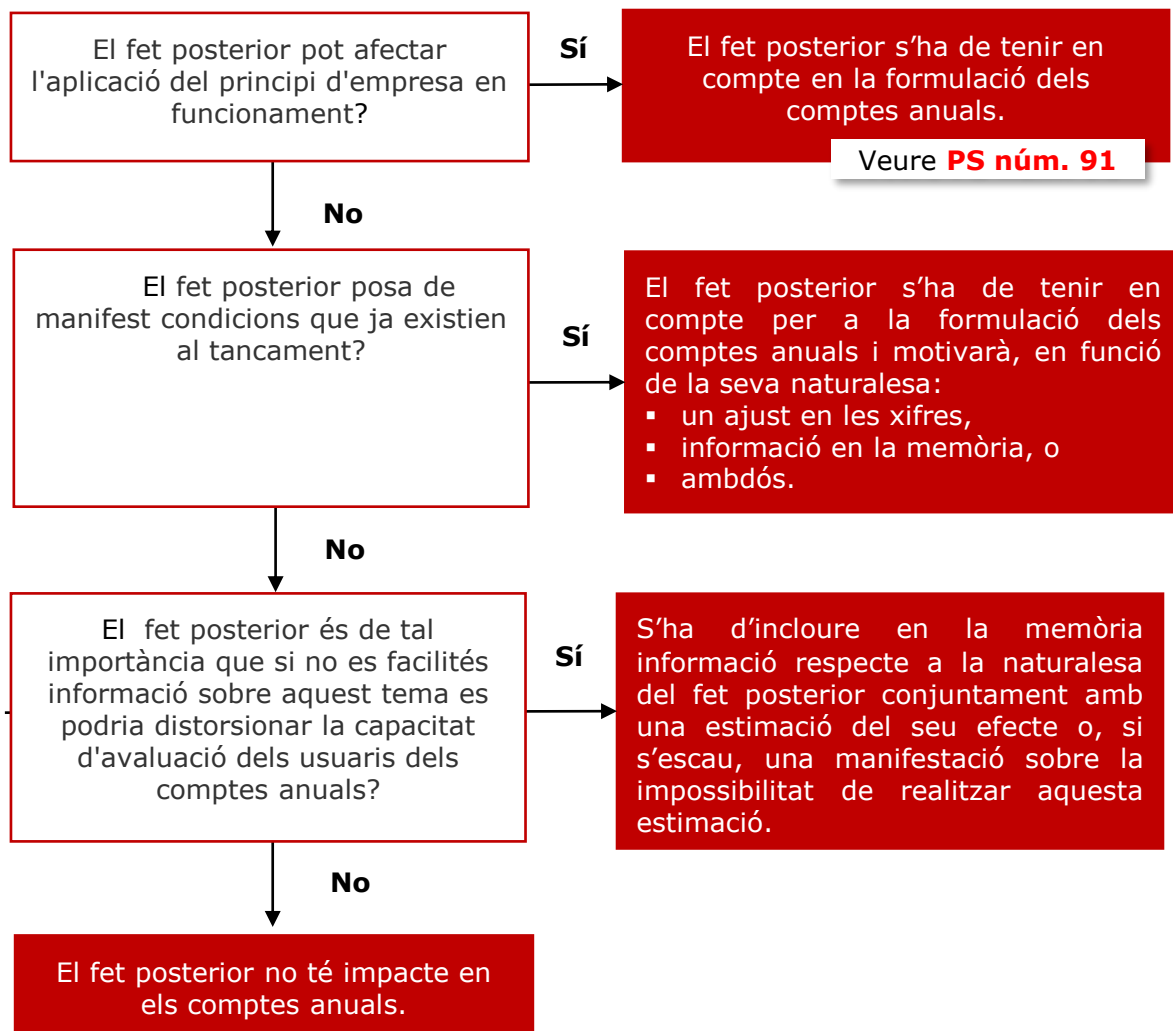 El fet posterior pot afectar
l'aplicació del principi d'empresa en
funcionament?
Sí
El fet posterior s’ha de tenir en
compte en la formulació dels
comptes anuals.
Veure PS núm. 91
No
El fet posterior posa de
manifest condicions que ja existien
al tancament?
Sí
El fet posterior s’ha de tenir en
compte per a la formulació dels
comptes anuals i motivarà, en funció
de la seva naturalesa:
▪ un ajust en les xifres,
▪ informació en la memòria, o
▪ ambdós.
No
El fet posterior és de tal
importància que si no es facilités
informació sobre aquest tema es
podria distorsionar la capacitat
d'avaluació dels usuaris dels
comptes anuals?
Sí
S’ha d’incloure en la memòria
informació respecte a la naturalesa
del fet posterior conjuntament amb
una estimació del seu efecte o, si
s’escau, una manifestació sobre la
impossibilitat de realitzar aquesta
estimació.
No
El fet posterior no té impacte en
els comptes anuals.